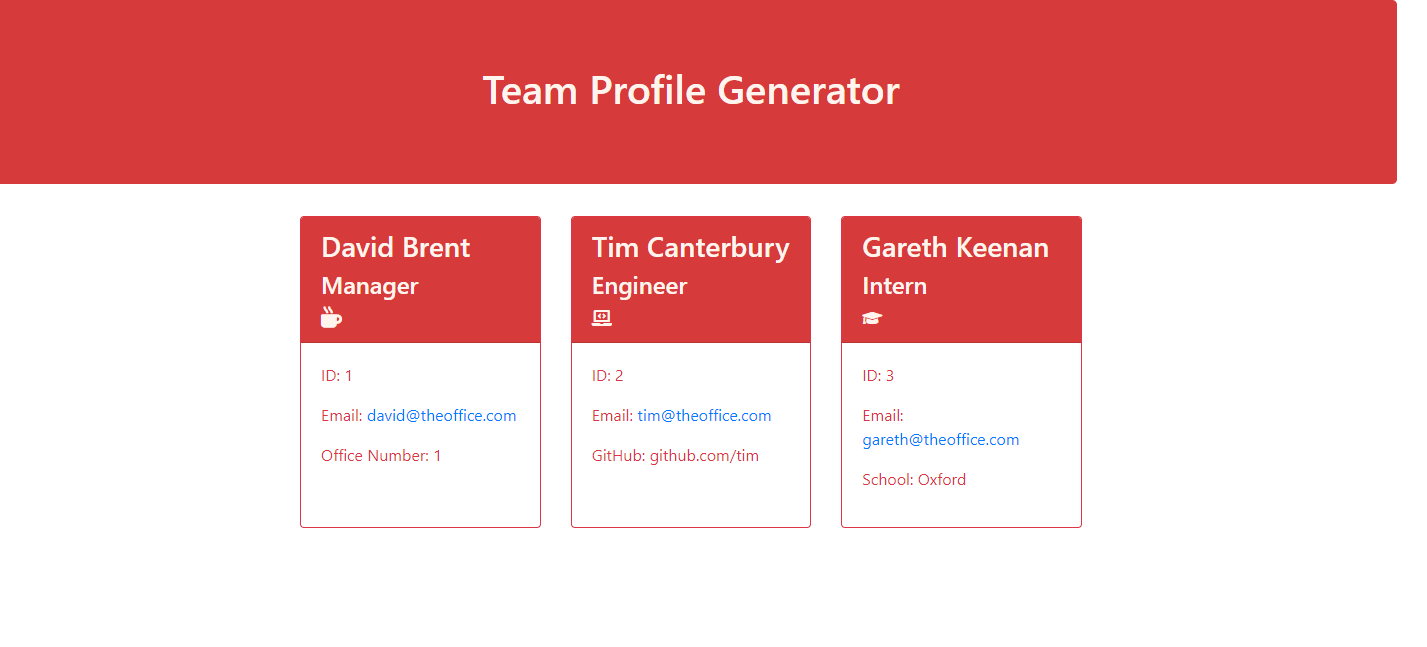 Team Profile Generator
David Brent
Manager
ID: 1
Email: david@theoffice.com
Office Number: 1
Tim Canterbury
Engineer
ID: 2
Email: tim@theoffice.com
GitHub: github.com/tim
Gareth Keenan
Intern
ID: 3
Email:
gareth@theoffice.com
School: Oxford